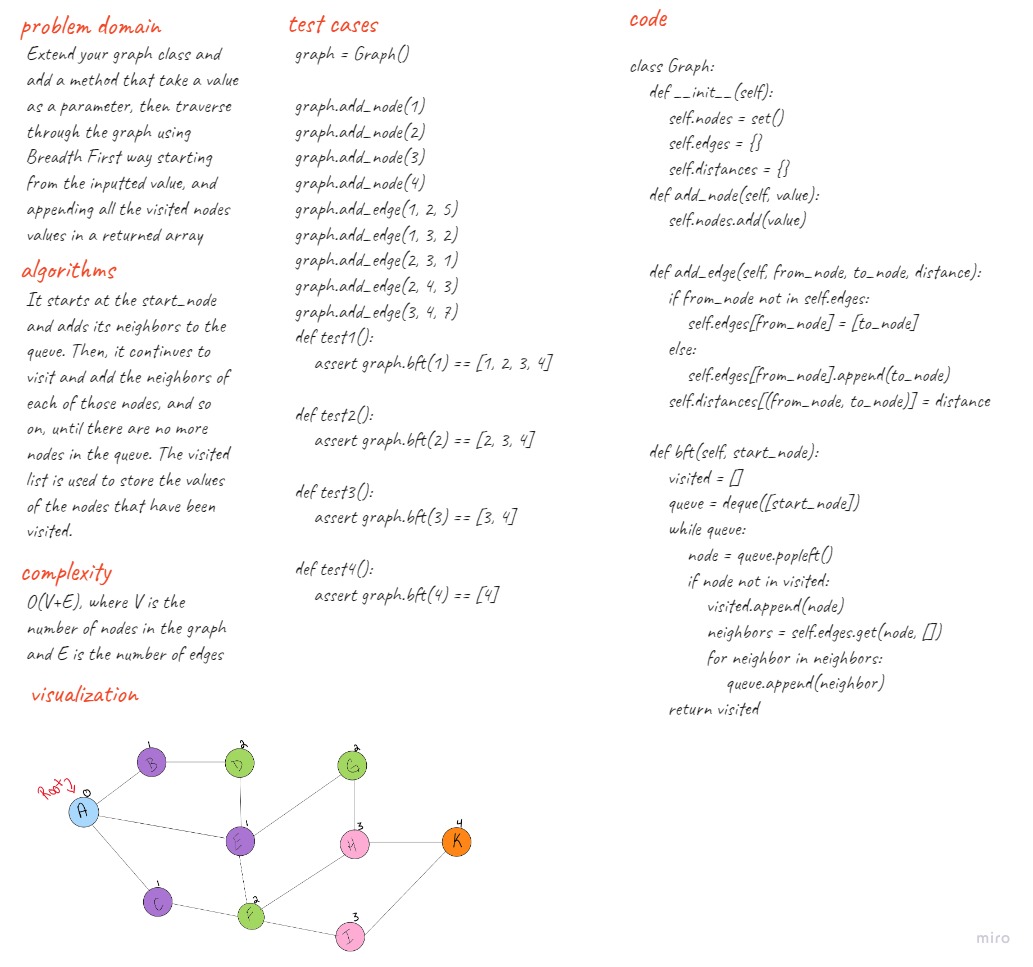 problem domain
Extend your graph class and
add a method that take a value
as a parameter, then traverse
through the graph using
Breadth First way starting
from the inputted value, and
appending all the visited nodes
values in a returned array
algorithms
It starts at the start_node
and adds its neighbors to the
queue. Then, it continues to
visit and add the neighbors of
each of those nodes, and so
on, until there are no more
nodes in the queue. The visited
list is used to store the values
of the nodes that have been
visited.
complexity
O(V+E), where V is the
number of nodes in the graph
and E is the number of edges
visualization
test cases
graph = Graph()
graph.add_node(1)
graph.add_node(2)
graph.add_node(3)
graph.add_node(4)
graph.add_edge(1, 2, 5)
graph.add_edge(1, 3, 2)
graph.add_edge(2, 3, 1)
graph.add_edge(2, 4, 3)
graph.add_edge(3, 4, 7)
def test1():
assert graph.bft(1) == [1, 2, 3, 4]
def test2():
assert graph.bft(2) == [2, 3, 4]
def test3():
assert graph.bft(3) == [3, 4]
def test4():
assert graph.bft(4) == [4]
code
class Graph:
def __init__(self):
self.nodes = set()
self.edges = {}
self.distances = {}
def add_node(self, value):
self.nodes.add(value)
def add_edge(self, from_node, to_node, distance):
if from_node not in self.edges:
self.edges[from_node] = [to_node]
else:
self.edges[from_node].append(to_node)
self.distances[(from_node, to_node)] = distance
def bft(self, start_node):
visited = []
queue = deque([start_node])
while queue:
node = queue.popleft()
if node not in visited:
visited.append(node)
neighbors = self.edges.get(node, [])
for neighbor in neighbors:
queue.append(neighbor)
return visited
1
B
2
D
2
G
Root
0
A
1
E
3
H
4
K
1
C
2
F
3
I
miro